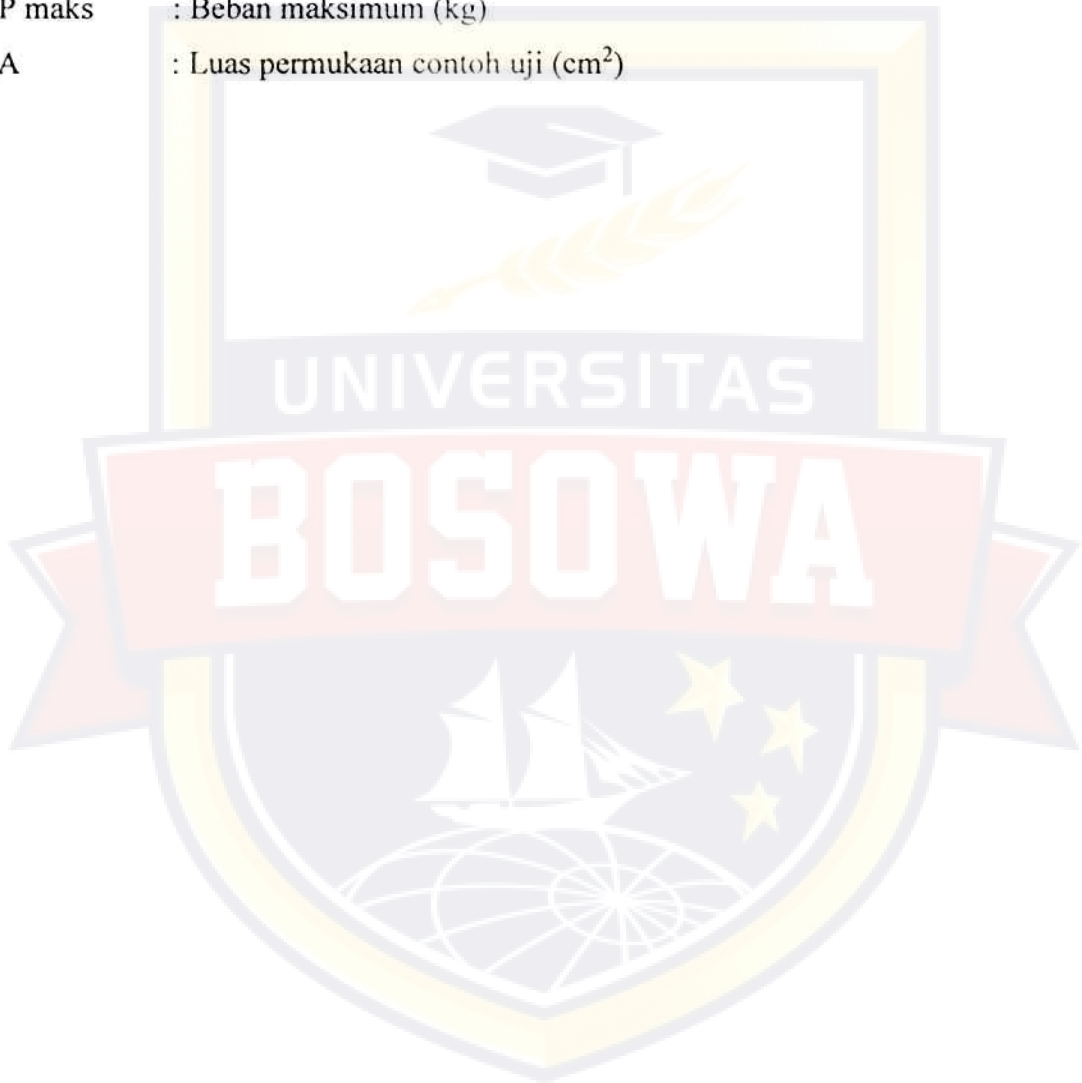 P maks : Beban maksimum (kg)
A : Luas permukaan contoh uji (cm²)
UNIVERSITAS
BOSOWA